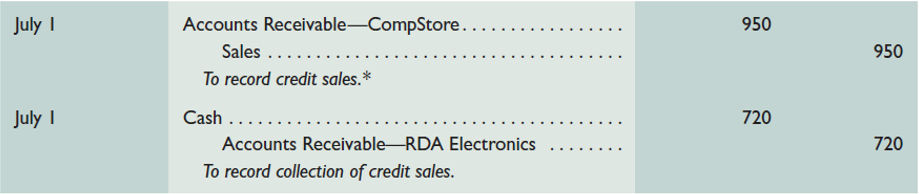 July 1 Accounts Receivable—CompStore................. 950
Sales ..................................... 950
To record credit sales.*
July 1 Cash ......................................... 720
Accounts Receivable—RDA Electronics ........ 720
To record collection of credit sales.